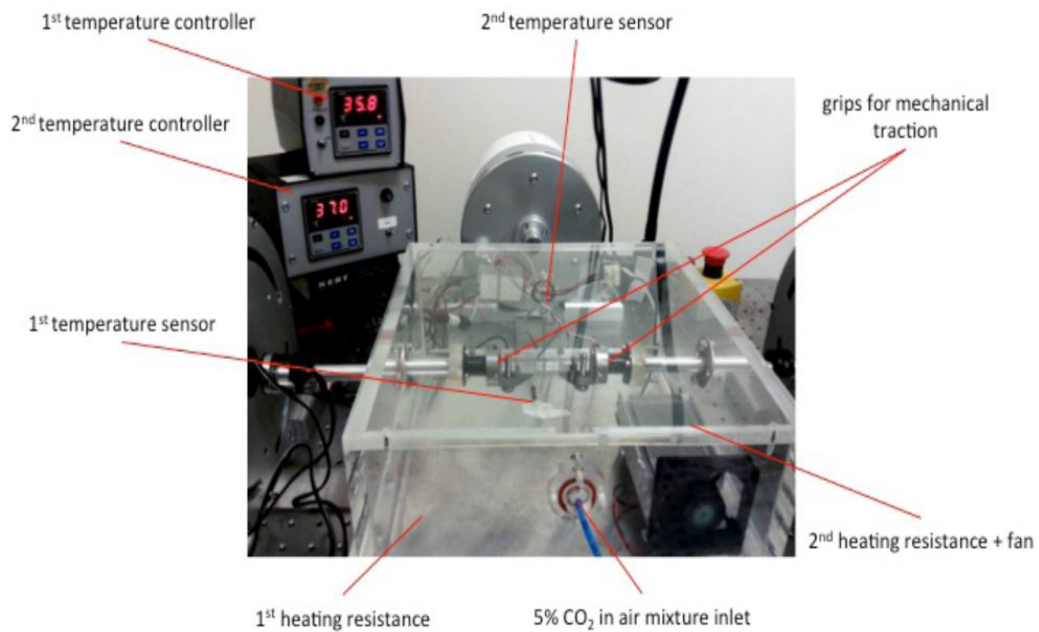 1st temperature controller
2nd temperature sensor
grips for mechanical
traction
2nd temperature controller
35.8
37.0
1st temperature sensor
2nd heating resistance + fan
1st heating resistance
5% CO2 in air mixture inlet